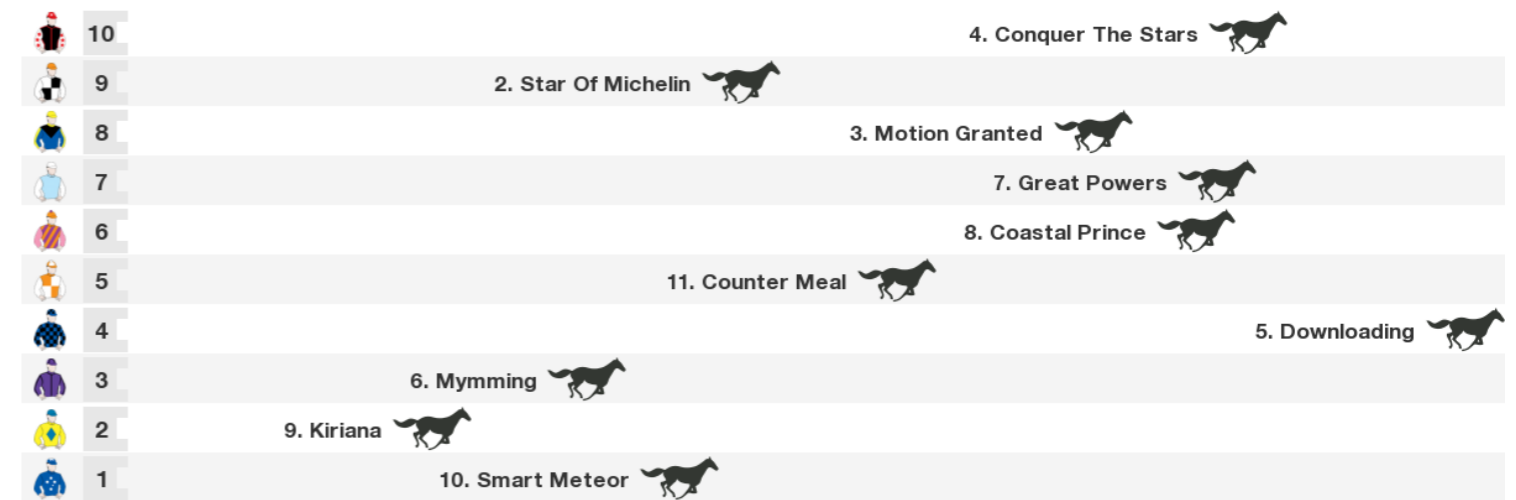 10 4. Conquer The Stars
9 2. Star Of Michelin
8 3. Motion Granted
7 7. Great Powers
6 8. Coastal Prince
5 11. Counter Meal
4 5. Downloading
3 6. Mymming
2 9. Kiriana
1 10. Smart Meteor